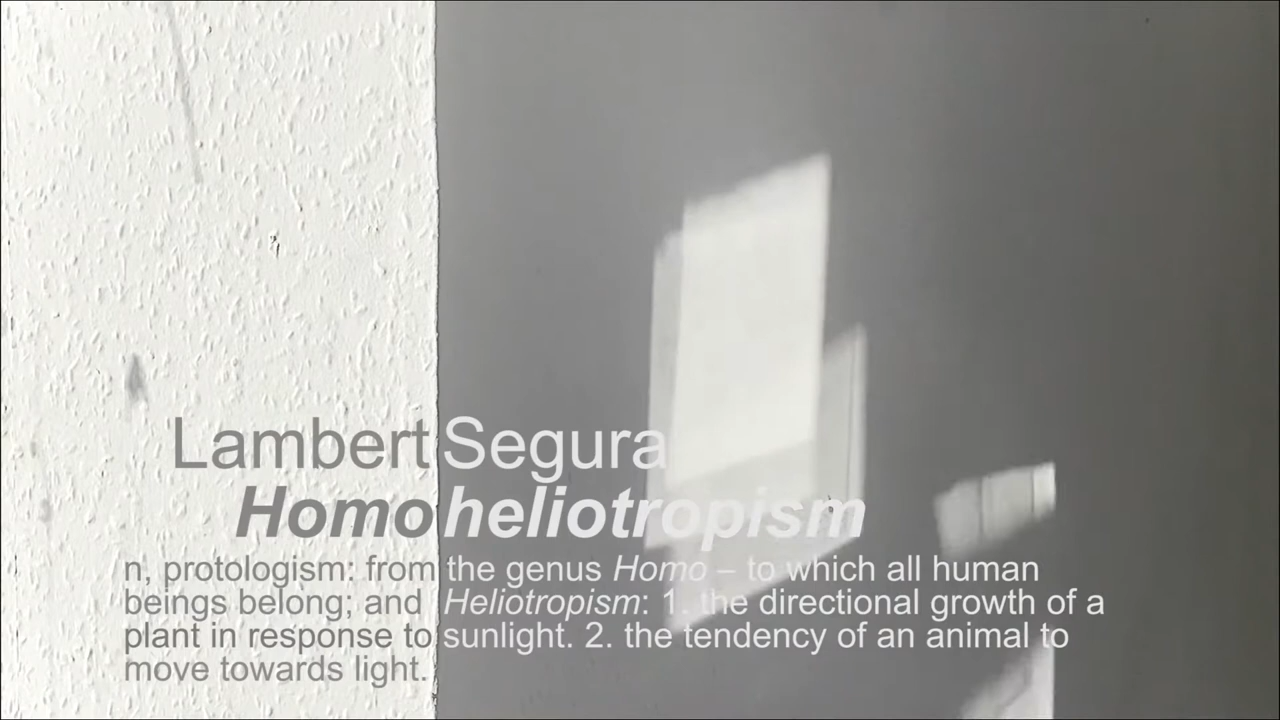 Lambert Segura
Homoheliotropism
n, protologism: from the genus Homo – to which all human
beings belong; and Heliotropism: 1. the directional growth of a
plant in response to sunlight. 2. the tendency of an animal to
move towards light.